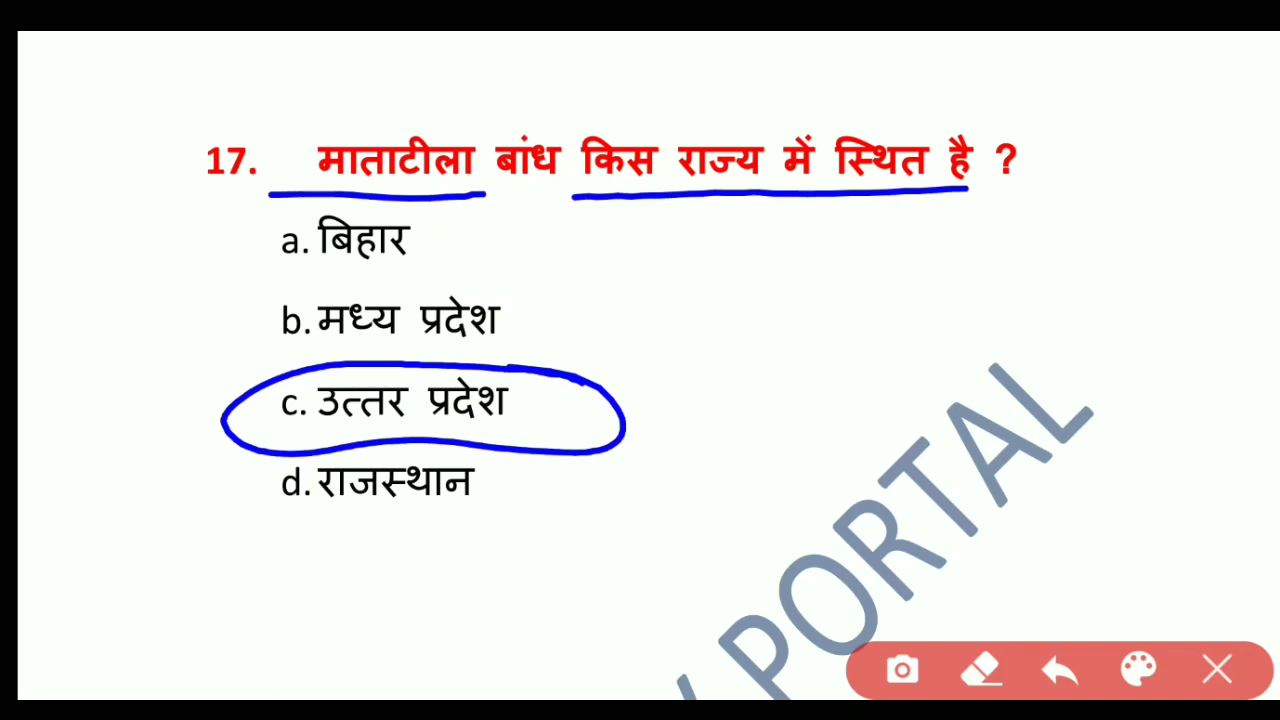 17. माताटीला बांध किस राज्य में स्थित है ?
a. बिहार
b. मध्य प्रदेश
c. उत्तर प्रदेश
d. राजस्थान
PORTAL